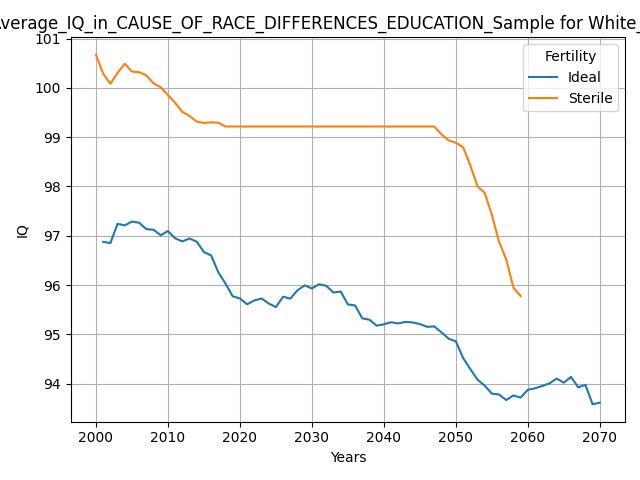 Average_IQ_in_CAUSE_OF_RACE_DIFFERENCES_EDUCATION_Sample for White_
101
100
99
98
97
96
95
94
IQ
Fertility
Ideal
Sterile
2000 2010 2020 2030 2040 2050 2060 2070
Years